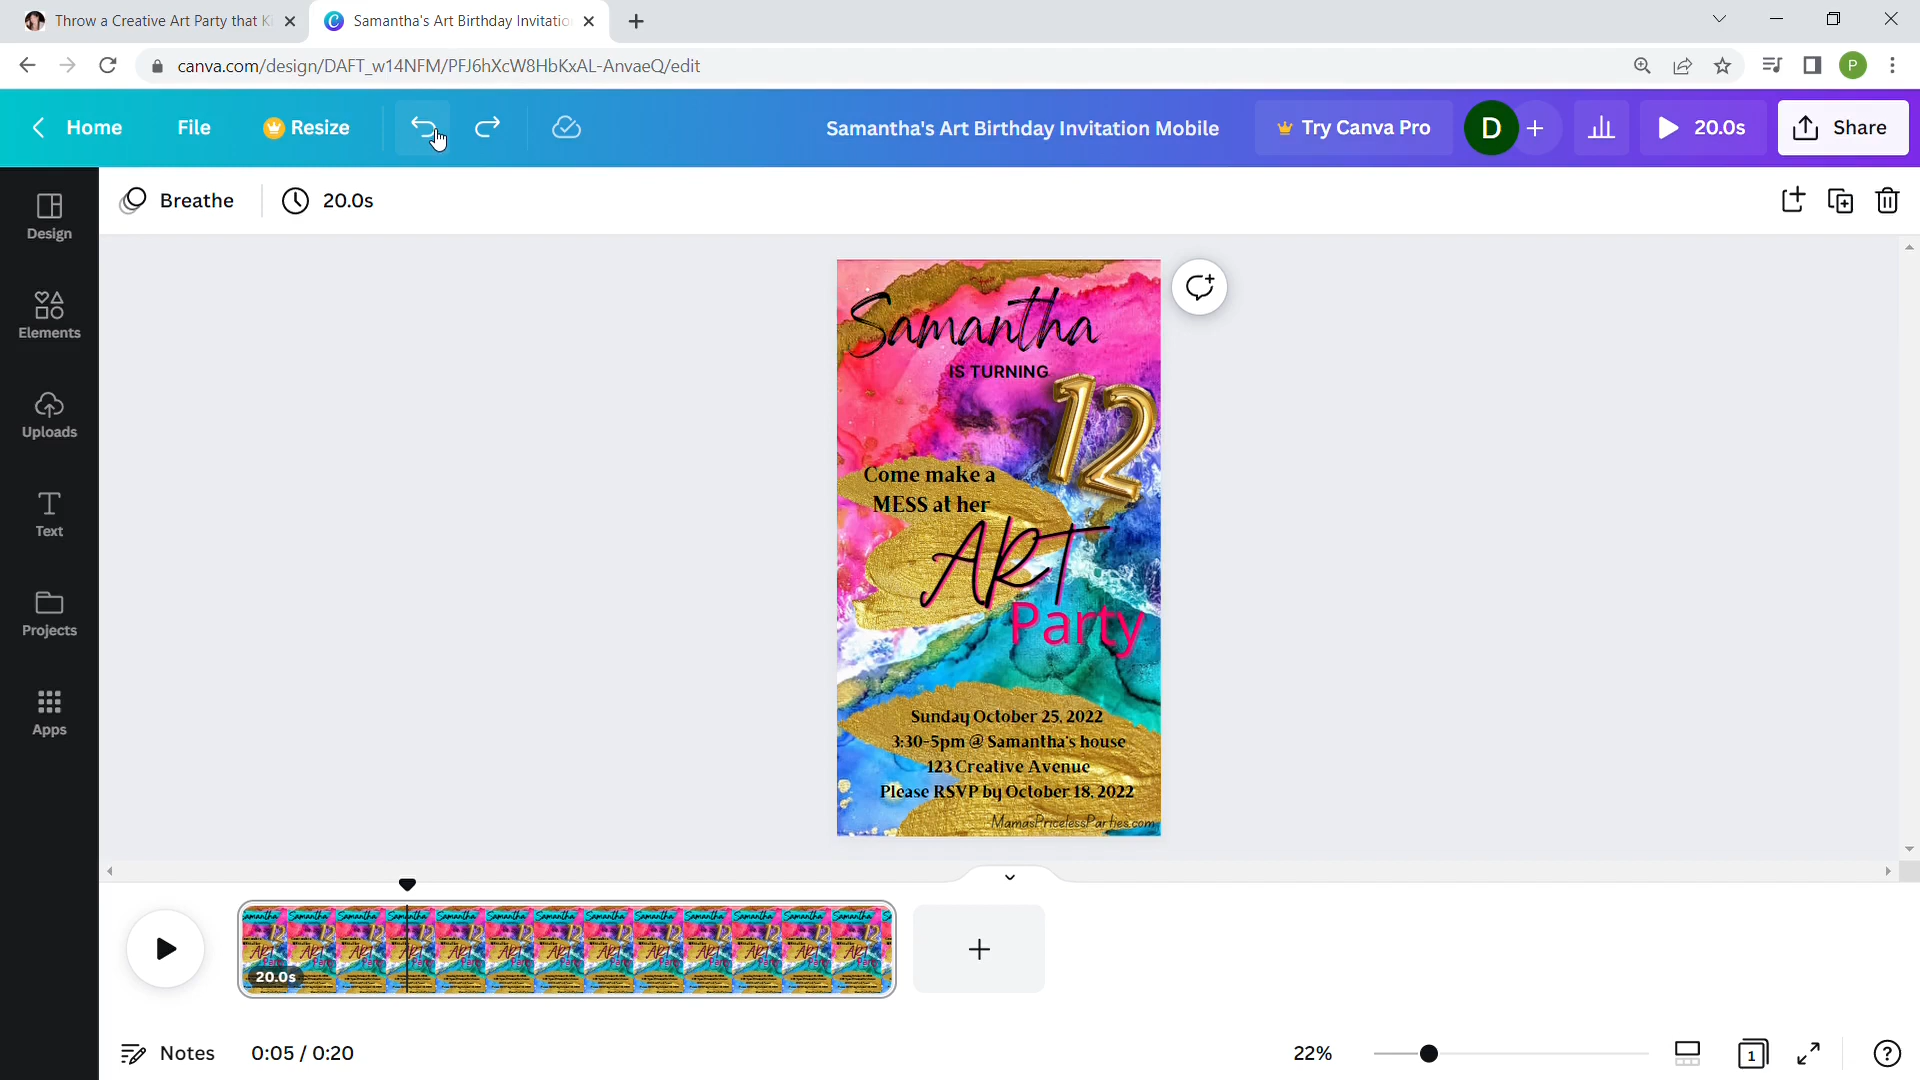 Throw a Creative Art Party that K
Samantha's Art Birthday Invitatio
canva.com/design/DAFT_w14NFM/PFJ6hXcW8HbKxAL-AnvaeQ/edit
P
Home
File
Resize
Samantha's Art Birthday Invitation Mobile
Try Canva Pro
D
20.0s
Share
Breathe
20.0s
Design
Elements
Uploads
Text
Projects
Apps
Samantha
IS TURNING
12
Come make a
MESS at her
ART
Party
Sunday October 25, 2022
3:30-5pm @ Samantha's house
123 Creative Avenue
Please RSVP by October 18, 2022
MamasPricelessParties.com
20.0s
Notes
0:05 / 0:20
22%
1